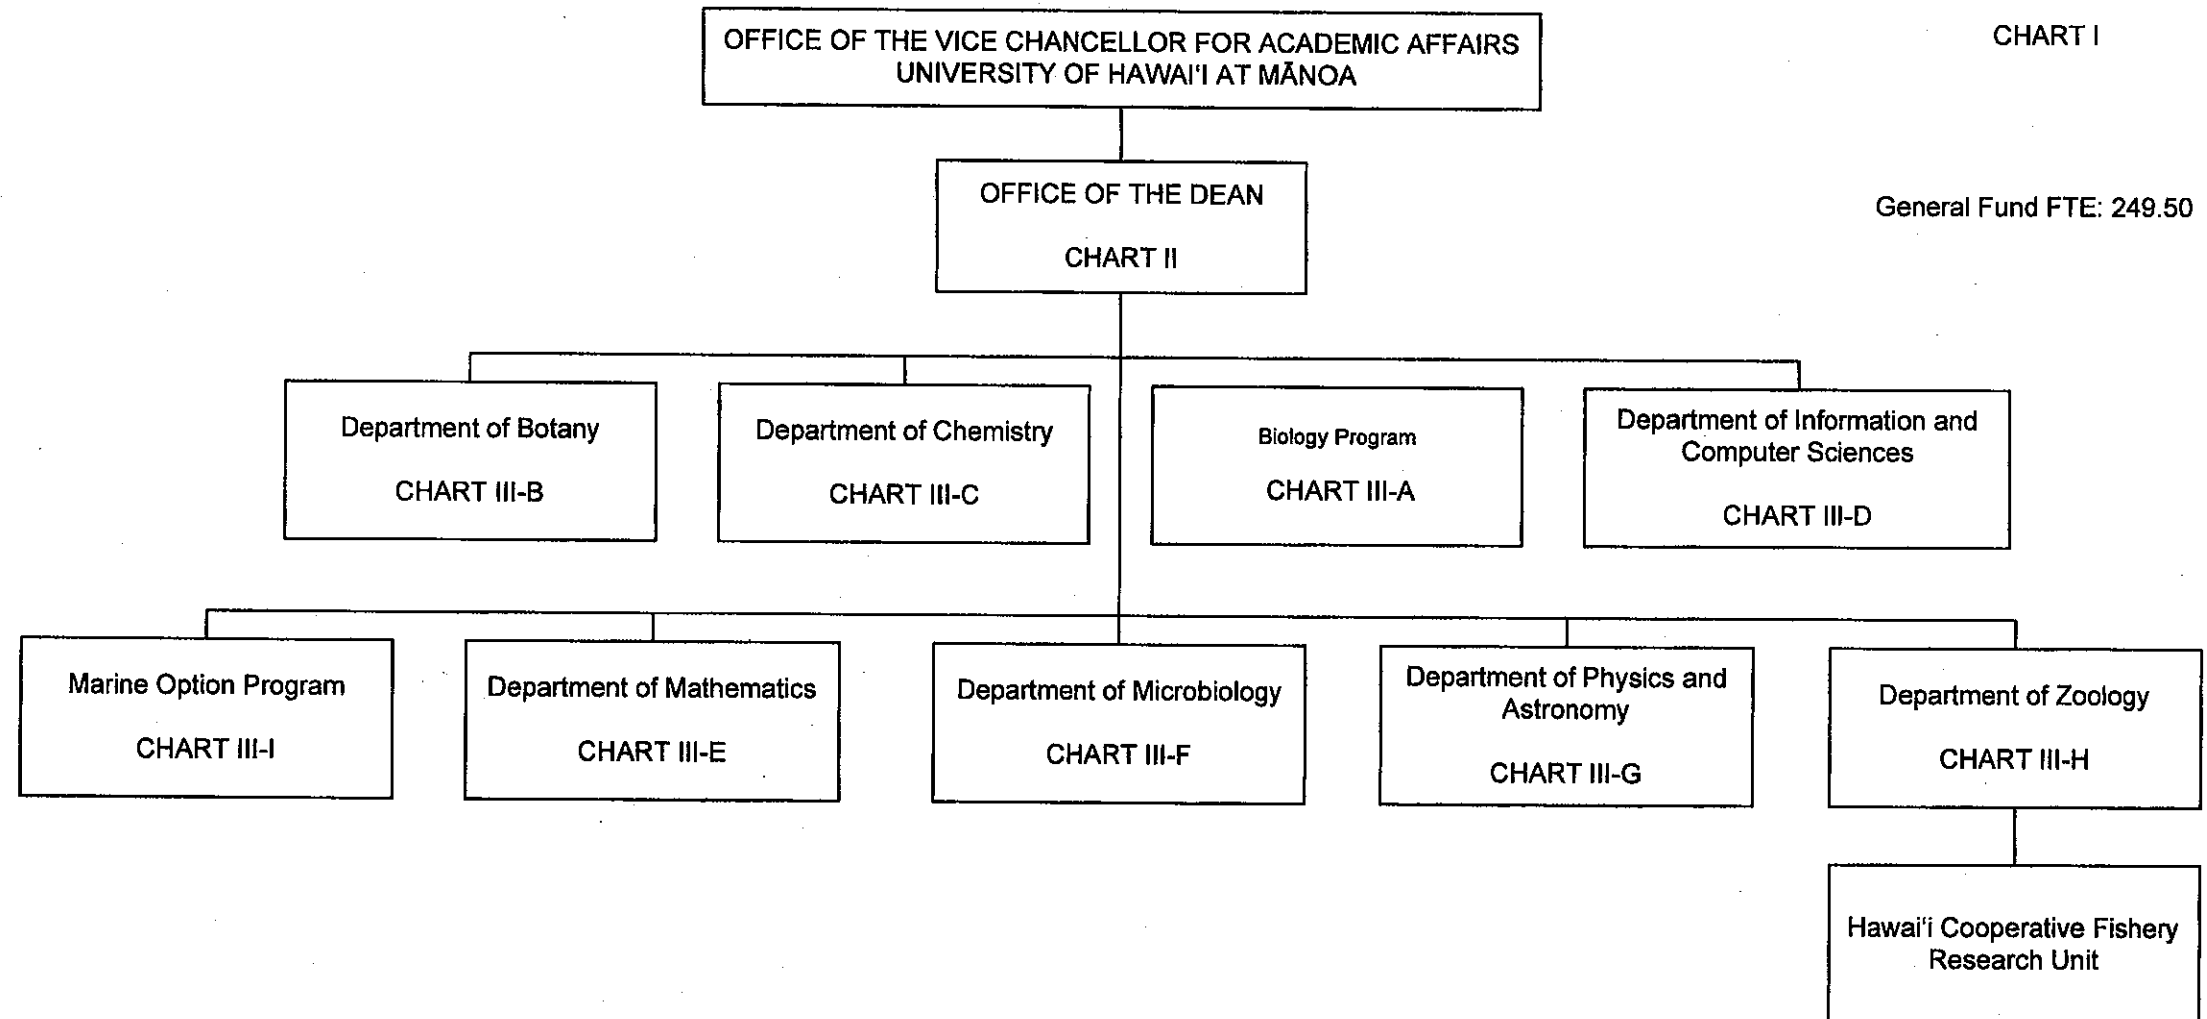 OFFICE OF THE VICE CHANCELLOR FOR ACADEMIC AFFAIRS
UNIVERSITY OF HAWAI‘I AT MĀNOA
CHART I
OFFICE OF THE DEAN
CHART II
General Fund FTE: 249.50
Department of Botany
CHART III-B
Department of Chemistry
CHART III-C
Biology Program
CHART III-A
Department of Information and
Computer Sciences
CHART III-D
Marine Option Program
CHART III-I
Department of Mathematics
CHART III-E
Department of Microbiology
CHART III-F
Department of Physics and
Astronomy
CHART III-G
Department of Zoology
CHART III-H
Hawai‘i Cooperative Fishery
Research Unit